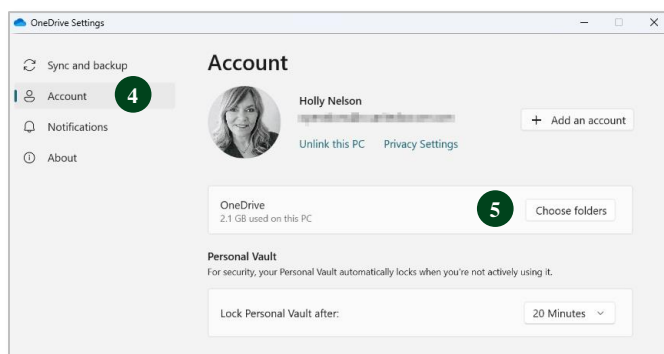 OneDrive Settings
Sync and backup
Account
4
Notifications
About
Account
Holly Nelson
Unlink this PC Privacy Settings
+ Add an account
OneDrive
2.1 GB used on this PC
5
Choose folders
Personal Vault
For security, your Personal Vault automatically locks when you're not actively using it.
Lock Personal Vault after:
20 Minutes